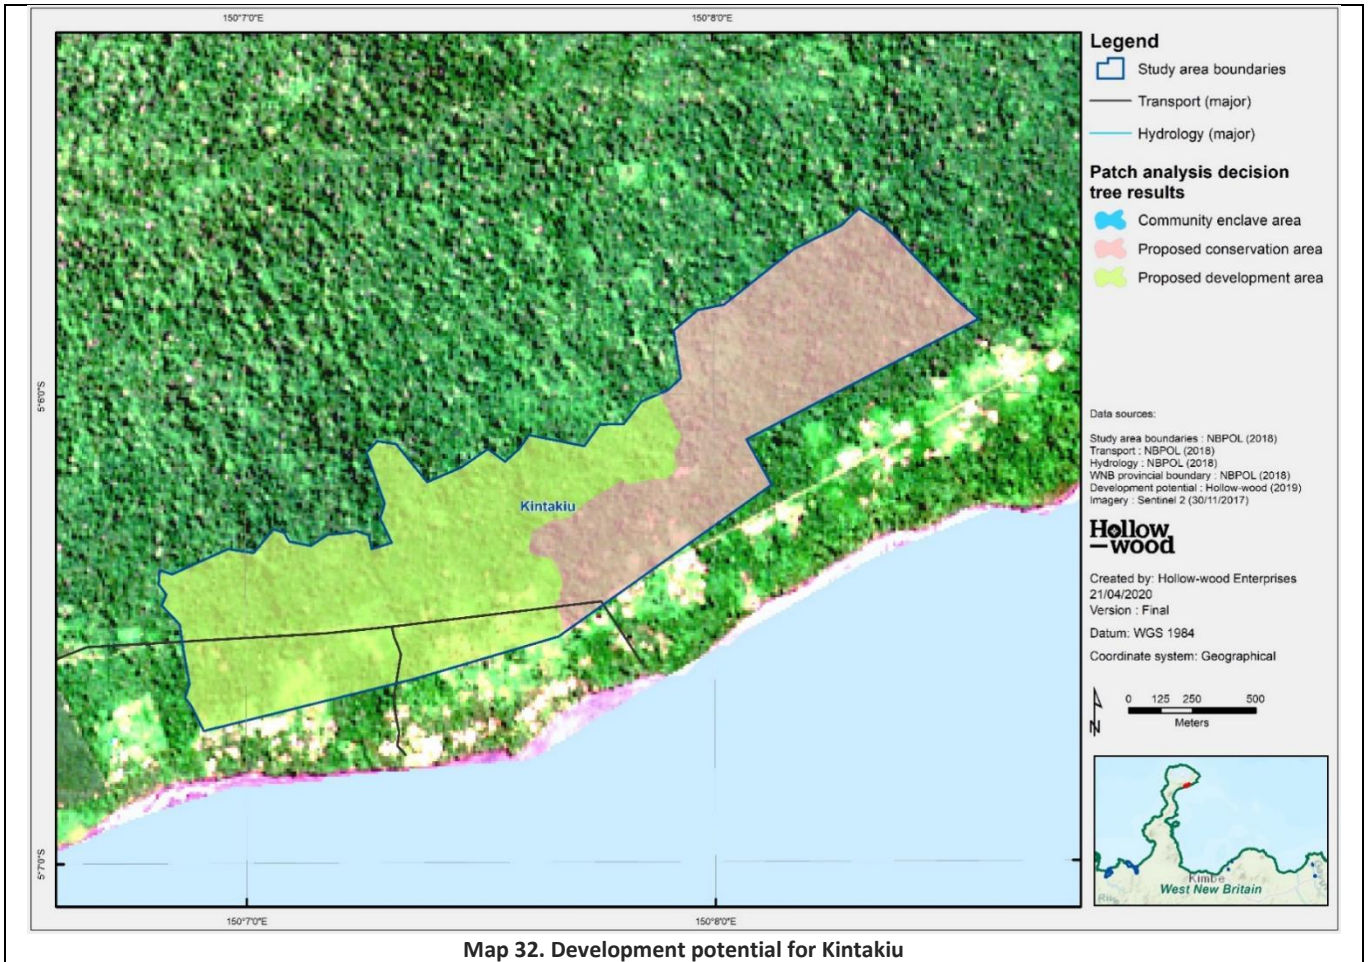 150°7'0"E
150°8'0"E
5°6'0"S
5°7'0"S
Kintakiu
150°7'0"E
150°8'0"E
Legend
Study area boundaries
Transport (major)
Hydrology (major)
Patch analysis decision
tree results
Community enclave area
Proposed conservation area
Proposed development area
Data sources:
Study area boundaries : NBPOL (2018)
Transport : NBPOL (2018)
Hydrology : NBPOL (2018)
WNB provincial boundary : NBPOL (2018)
Development potential : Hollow-wood (2019)
Imagery : Sentinel 2 (30/11/2017)
Hollow
—wood
Created by: Hollow-wood Enterprises
21/04/2020
Version : Final
Datum: WGS 1984
Coordinate system: Geographical
N
0 125 250 500
Meters
Kimbe
West New Britain
Map 32. Development potential for Kintakiu